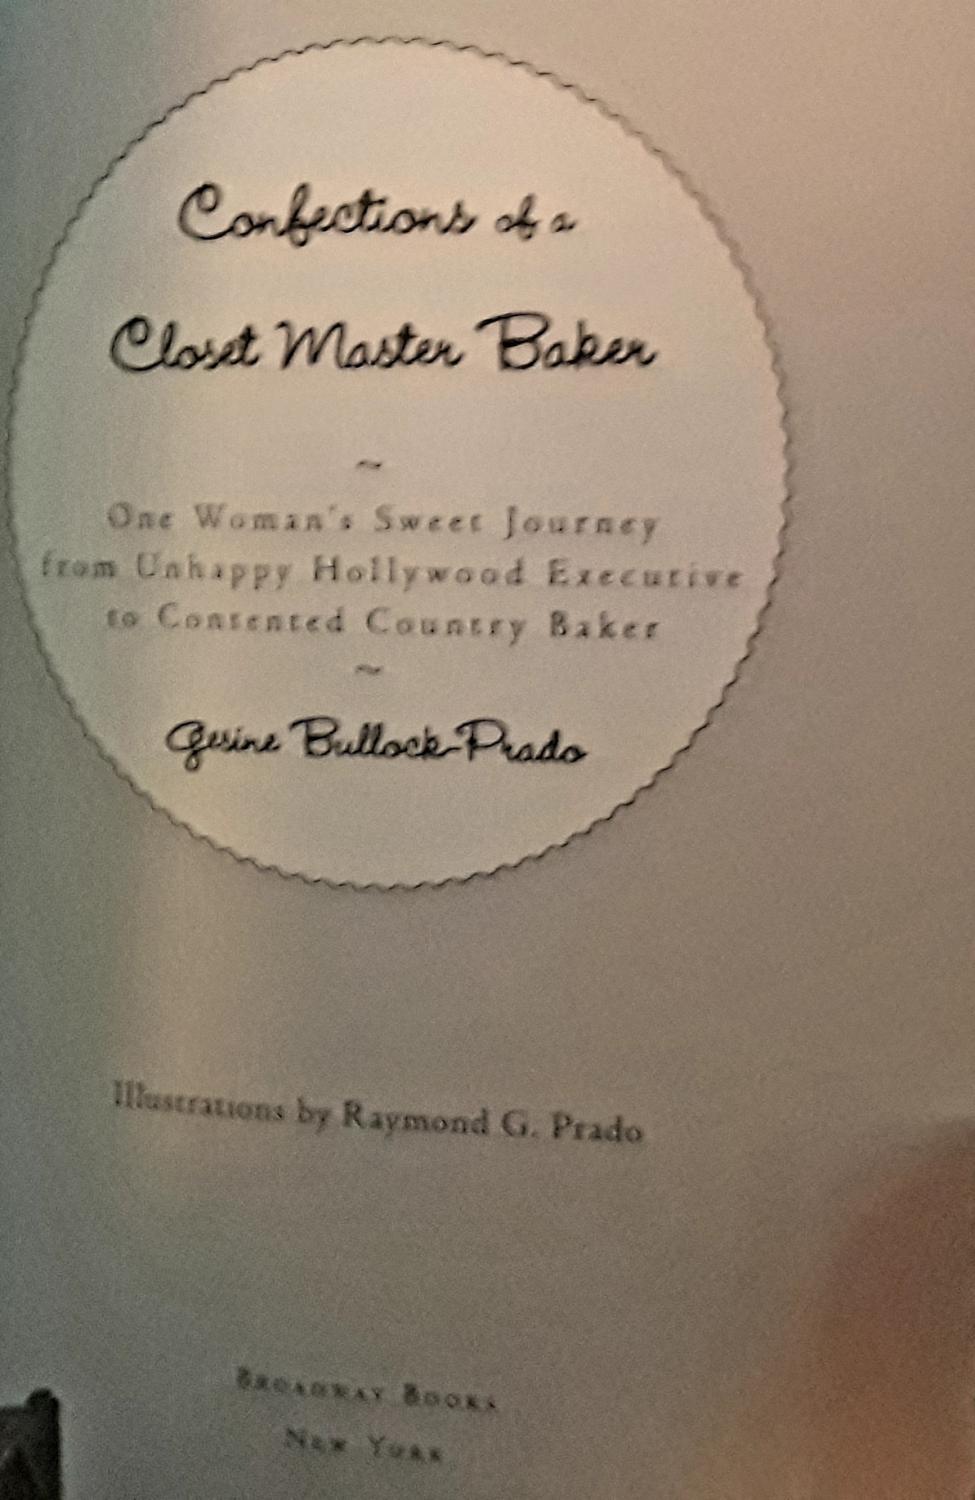 Confections of a
Closet Master Baker
~
One Woman's Sweet Journey
from Unhappy Hollywood Executive
to Contented Country Baker
~
Gesine Bullock-Prado
Illustrations by Raymond G. Prado
Broadway Books
New York